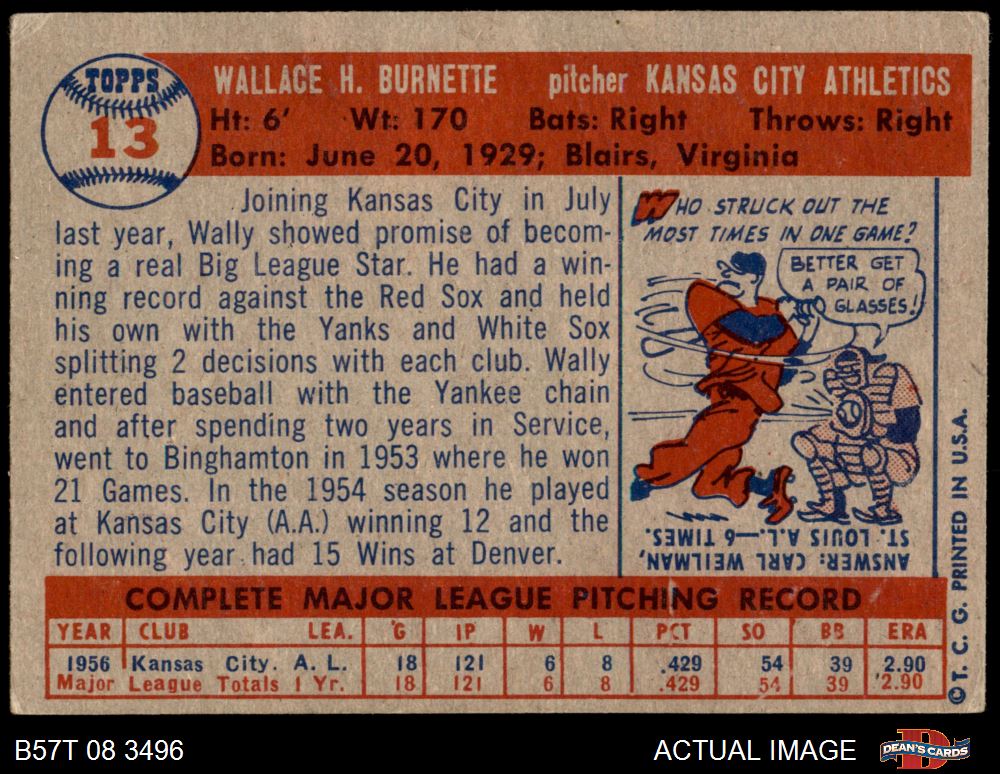 TOPPS
13
WALLACE H. BURNETTE pitcher KANSAS CITY ATHLETICS
Ht: 6' Wt: 170 Bats: Right Throws: Right
Born: June 20, 1929; Blairs, Virginia
Joining Kansas City in July
last year, Wally showed promise of becom-
ing a real Big League Star. He had a win-
ning record against the Red Sox and held
his own with the Yanks and White Sox
splitting 2 decisions with each club. Wally
entered baseball with the Yankee chain
and after spending two years in Service,
went to Binghamton in 1953 where he won
21 Games. In the 1954 season he played
at Kansas City (A.A.) winning 12 and the
following year had 15 Wins at Denver.
WHO STRUCK OUT THE
MOST TIMES IN ONE GAME?
BETTER GET
A PAIR OF
GLASSES!
ANSWER: CARL WEILMAN,
ST. LOUIS A.L.—6 TIMES.
COMPLETE MAJOR LEAGUE PITCHING RECORD
YEAR CLUB LEA. G IP W L PCT SO BB ERA
1956 Kansas City. A. L. 18 121 6 8 .429 54 39 2.90
Major League Totals 1 Yr. 18 121 6 8 .429 54 39 2.90
©T. C. G. PRINTED IN U.S.A.
B57T 08 3496 ACTUAL IMAGE DEAN'S CARDS